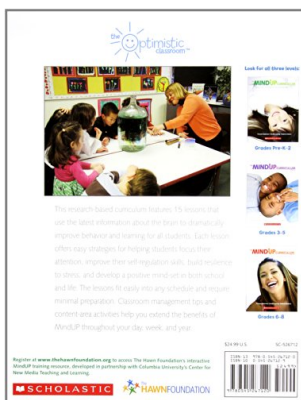 the
Optimistic
classroom™
Look for all three levels:
MINDUP CURRICULUM
Grades Pre-K–2
MINDUP CURRICULUM
Grades 3–5
MINDUP CURRICULUM
Grades 6–8
This research-based curriculum features 15 lessons that
use the latest information about the brain to dramatically
improve behavior and learning for all students. Each lesson
offers easy strategies for helping students focus their
attention, improve their self-regulation skills, build resilience
to stress, and develop a positive mind-set in both school
and life. The lessons fit easily into any schedule and require
minimal preparation. Classroom management tips and
content-area activities help you extend the benefits of
MindUP throughout your day, week, and year.
$24.99 U.S.
Register at www.thehawnfoundation.org to access The Hawn Foundation's interactive
MindUP training resource, developed in partnership with Columbia University's Center for
New Media Teaching and Learning.
SCHOLASTIC
The
HAWNFOUNDATION